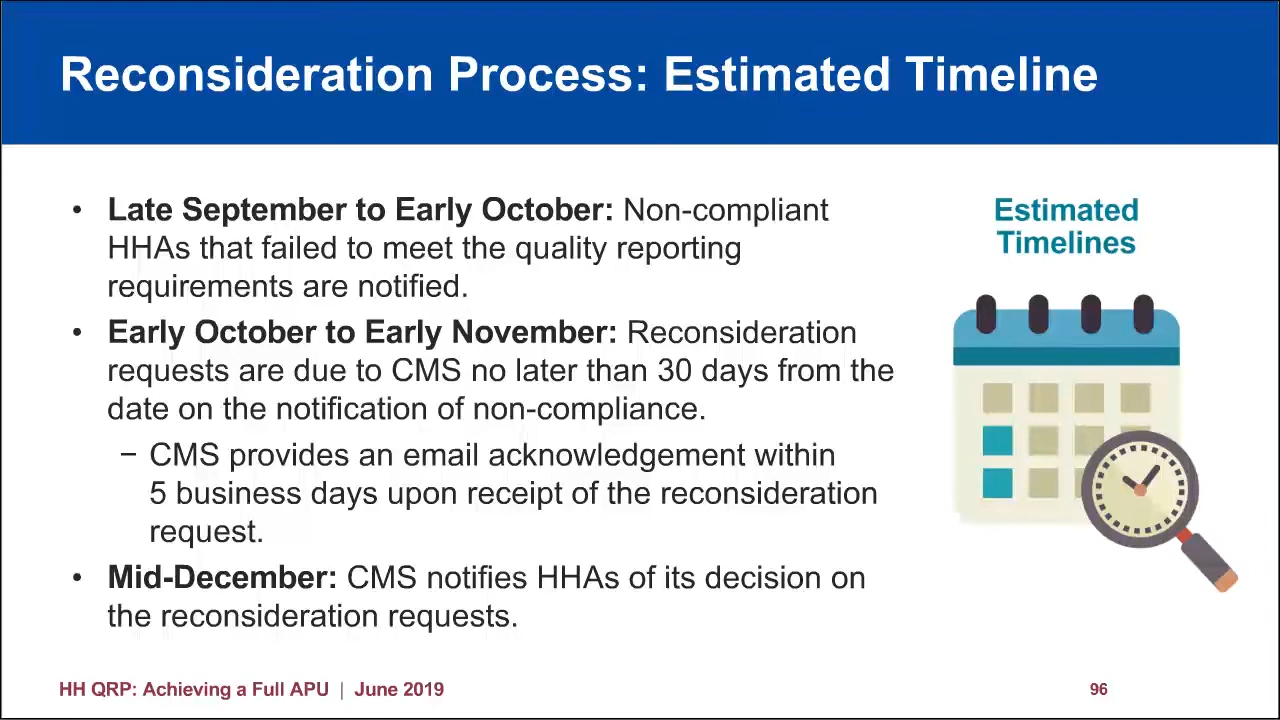 Reconsideration Process: Estimated Timeline
• Late September to Early October: Non-compliant
HHAs that failed to meet the quality reporting
requirements are notified.
• Early October to Early November: Reconsideration
requests are due to CMS no later than 30 days from the
date on the notification of non-compliance.
− CMS provides an email acknowledgement within
5 business days upon receipt of the reconsideration
request.
• Mid-December: CMS notifies HHAs of its decision on
the reconsideration requests.
Estimated
Timelines
HH QRP: Achieving a Full APU | June 2019
96